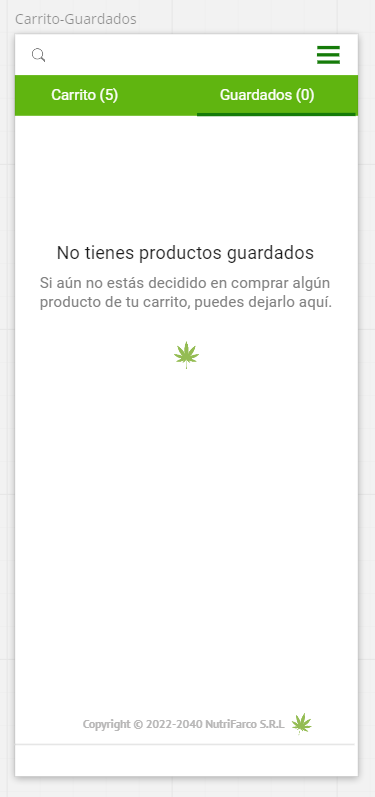 Carrito-Guardados
Carrito (5) Guardados (0)
No tienes productos guardados
Si aún no estás decidido en comprar algún
producto de tu carrito, puedes dejarlo aquí.
Copyright © 2022-2040 NutriFarco S.R.L